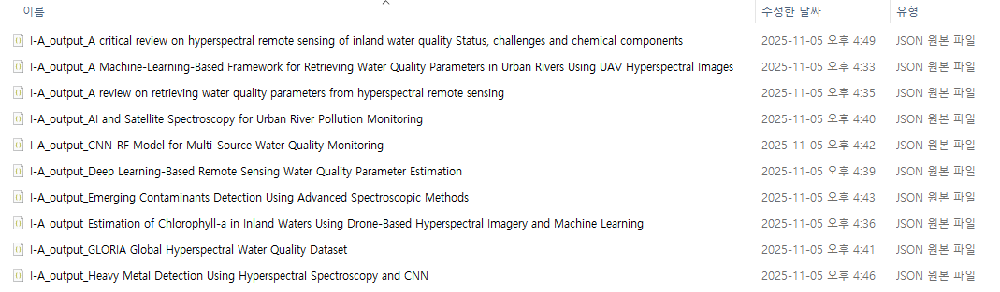 이름 수정한 날짜 유형
I-A_output_A critical review on hyperspectral remote sensing of inland water quality Status, challenges and chemical components 2025-11-05 오후 4:49 JSON 원본 파일
I-A_output_A Machine-Learning-Based Framework for Retrieving Water Quality Parameters in Urban Rivers Using UAV Hyperspectral Images 2025-11-05 오후 4:33 JSON 원본 파일
I-A_output_A review on retrieving water quality parameters from hyperspectral remote sensing 2025-11-05 오후 4:35 JSON 원본 파일
I-A_output_AI and Satellite Spectroscopy for Urban River Pollution Monitoring 2025-11-05 오후 4:40 JSON 원본 파일
I-A_output_CNN-RF Model for Multi-Source Water Quality Monitoring 2025-11-05 오후 4:42 JSON 원본 파일
I-A_output_Deep Learning-Based Remote Sensing Water Quality Parameter Estimation 2025-11-05 오후 4:39 JSON 원본 파일
I-A_output_Emerging Contaminants Detection Using Advanced Spectroscopic Methods 2025-11-05 오후 4:43 JSON 원본 파일
I-A_output_Estimation of Chlorophyll-a in Inland Waters Using Drone-Based Hyperspectral Imagery and Machine Learning 2025-11-05 오후 4:36 JSON 원본 파일
I-A_output_GLORIA Global Hyperspectral Water Quality Dataset 2025-11-05 오후 4:41 JSON 원본 파일
I-A_output_Heavy Metal Detection Using Hyperspectral Spectroscopy and CNN 2025-11-05 오후 4:46 JSON 원본 파일